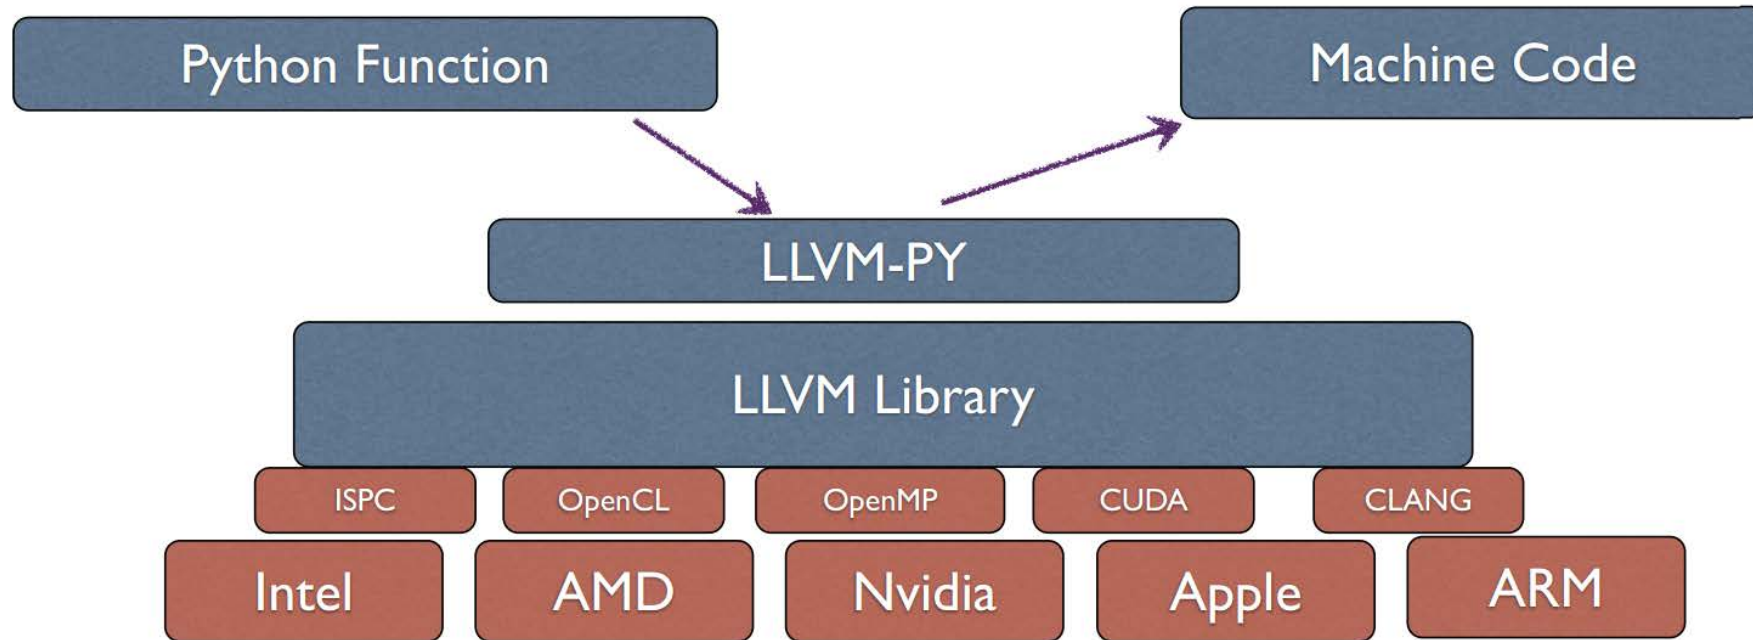 Python Function
Machine Code
LLVM-PY
LLVM Library
ISPC
OpenCL
OpenMP
CUDA
CLANG
Intel
AMD
Nvidia
Apple
ARM